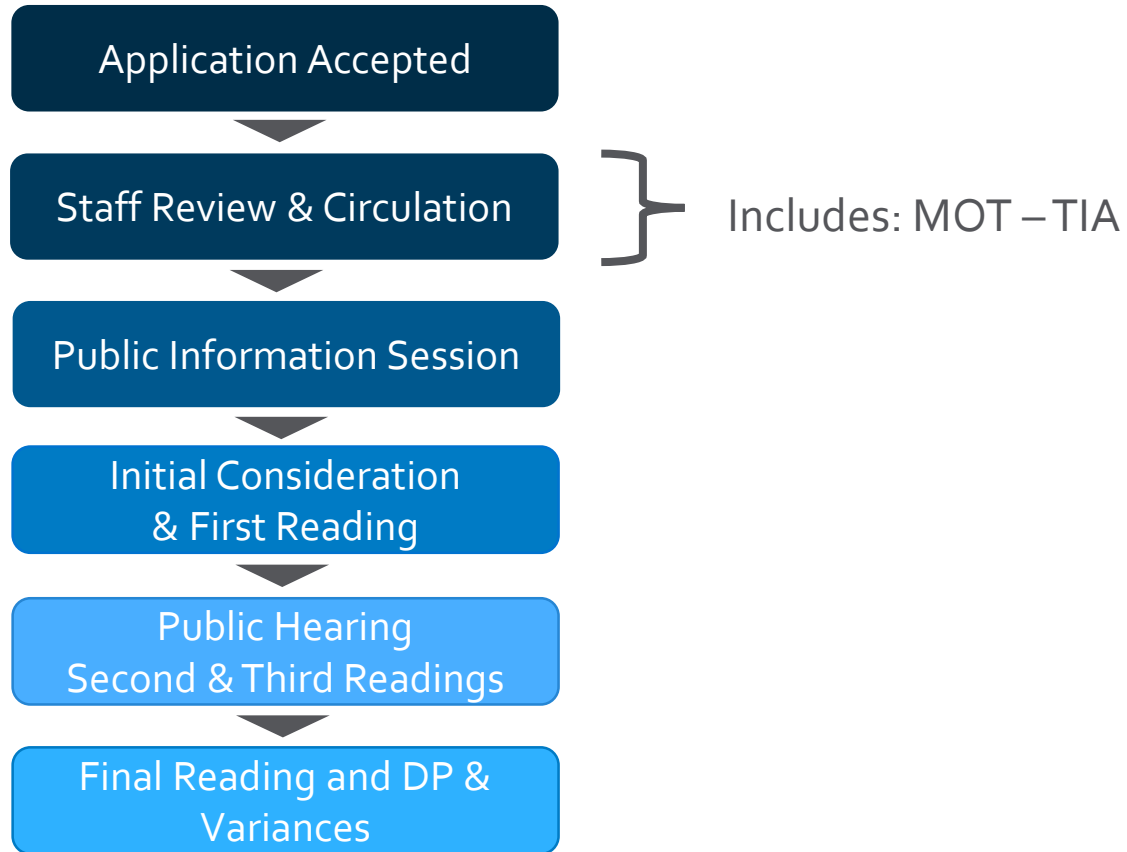 Application Accepted
Staff Review & Circulation
Includes: MOT – TIA
Public Information Session
Initial Consideration
& First Reading
Public Hearing
Second & Third Readings
Final Reading and DP &
Variances